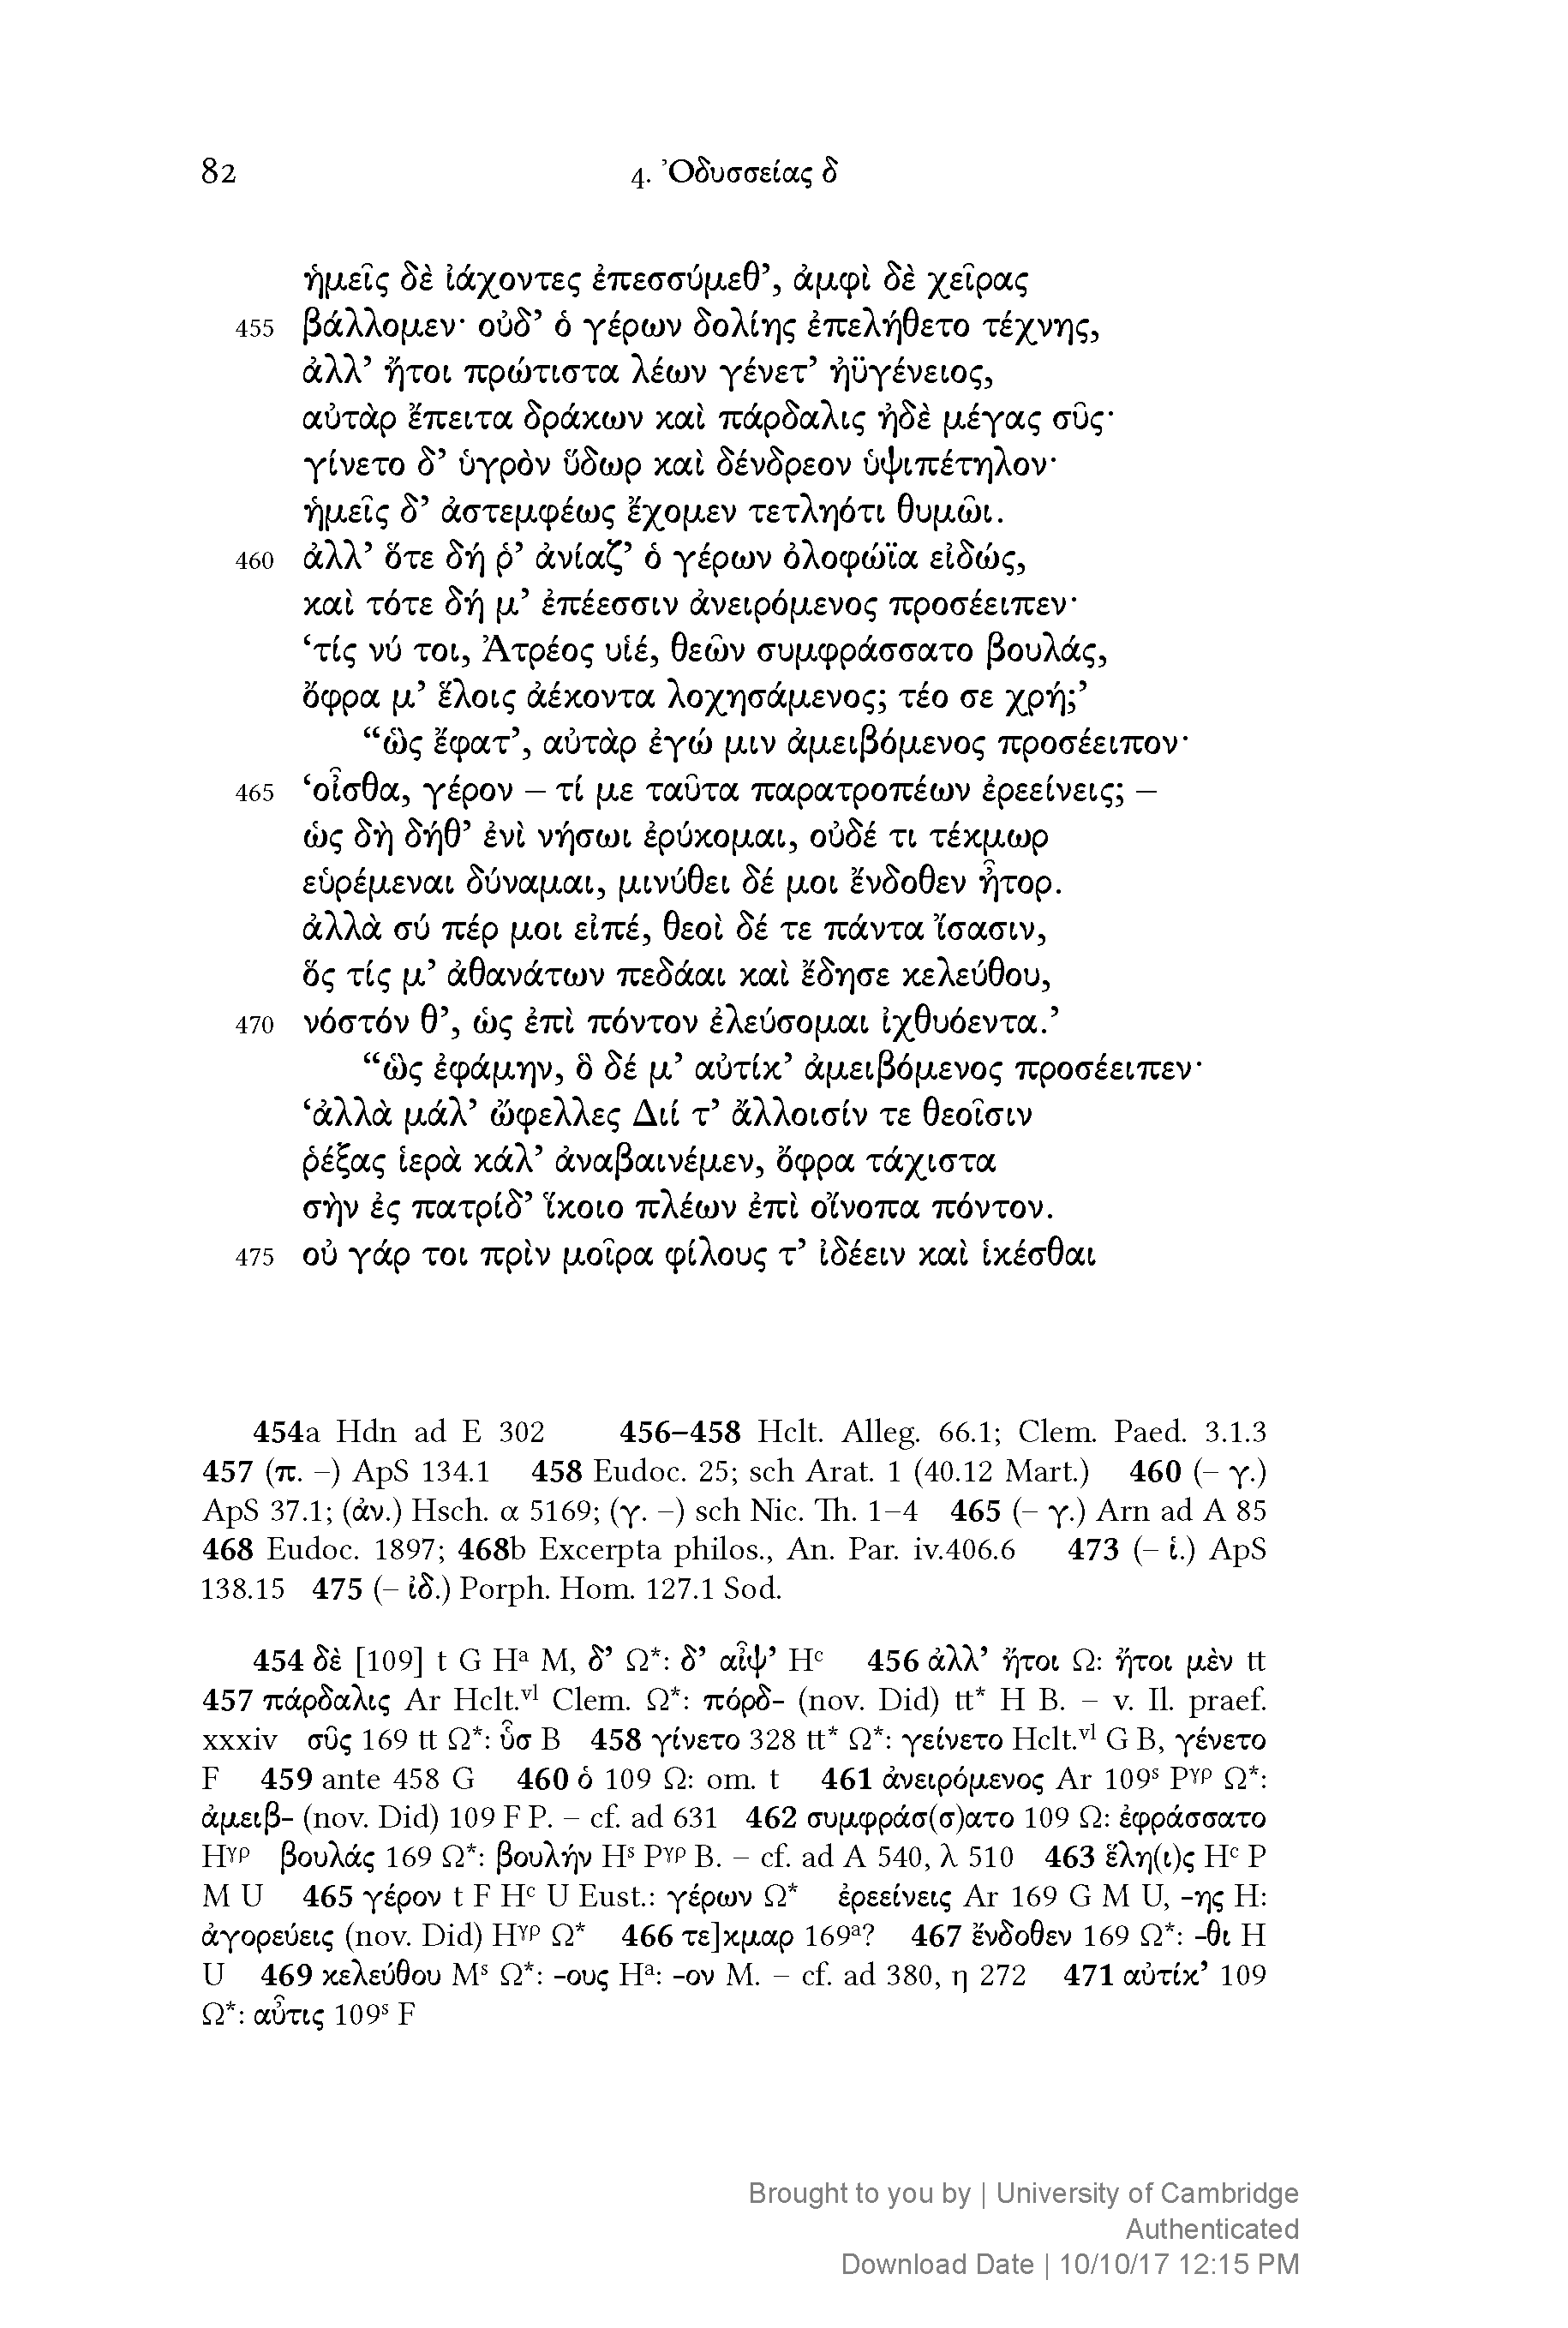 82
4. Ὀδυσσείας δ
ἡμεῖς δὲ ἰάχοντες ἐπεσσύμεθ’, ἀμφὶ δὲ χεῖρας
455 βάλλομεν· οὐδ’ ὁ γέρων δολίης ἐπελήθετο τέχνης,
ἀλλ’ ἤτοι πρώτιστα λέων γένετ’ ἠϋγένειος,
αὐτὰρ ἔπειτα δράκων καὶ πάρδαλις ἠδὲ μέγας σῦς·
γίνετο δ’ ὑγρὸν ὕδωρ καὶ δένδρεον ὑψιπέτηλον·
ἡμεῖς δ’ ἀστεμφέως ἔχομεν τετληότι θυμῶι.
460 ἀλλ’ ὅτε δή ῥ’ ἀνίαζ’ ὁ γέρων ὀλοφώϊα εἰδώς,
καὶ τότε δή μ’ ἐπέεσσιν ἀνειρόμενος προσέειπεν·
‘τίς νύ τοι, Ἀτρέος υἱέ, θεῶν συμφράσσατο βουλάς,
ὄφρα μ’ ἕλοις ἀέκοντα λοχησάμενος; τέο σε χρή;’
“ὣς ἔφατ’, αὐτὰρ ἐγώ μιν ἀμειβόμενος προσέειπον·
465 ‘οἶσθα, γέρον – τί με ταῦτα παρατροπέων ἐρεείνεις; –
ὡς δὴ δήθ’ ἐνὶ νήσωι ἐρύκομαι, οὐδέ τι τέκμωρ
εὑρέμεναι δύναμαι, μινύθει δέ μοι ἔνδοθεν ἦτορ.
ἀλλὰ σύ πέρ μοι εἰπέ, θεοὶ δέ τε πάντα ἴσασιν,
ὅς τίς μ’ ἀθανάτων πεδάαι καὶ ἔδησε κελεύθου,
470 νόστόν θ’, ὡς ἐπὶ πόντον ἐλεύσομαι ἰχθυόεντα.’
“ὣς ἐφάμην, ὃ δέ μ’ αὐτίκ’ ἀμειβόμενος προσέειπεν·
‘ἀλλὰ μάλ’ ὤφελλες Διί τ’ ἄλλοισίν τε θεοῖσιν
ῥέξας ἱερὰ κάλ’ ἀναβαινέμεν, ὄφρα τάχιστα
σὴν ἐς πατρίδ’ ἵκοιο πλέων ἐπὶ οἴνοπα πόντον.
475 οὐ γάρ τοι πρὶν μοῖρα φίλους τ’ ἰδέειν καὶ ἱκέσθαι
454a Hdn ad E 302 456–458 Hclt. Alleg. 66.1; Clem. Paed. 3.1.3
457 (π. –) ApS 134.1 458 Eudoc. 25; sch Arat. 1 (40.12 Mart.) 460 (– γ.)
ApS 37.1; (ἀν.) Hsch. α 5169; (γ. –) sch Nic. Th. 1–4 465 (– γ.) Arn ad A 85
468 Eudoc. 1897; 468b Excerpta philos., An. Par. iv.406.6 473 (– ἱ.) ApS
138.15 475 (– ἰδ.) Porph. Hom. 127.1 Sod.
454 δὲ [109] t G Hᵃ M, δ’ Ω*: δ’ αἶψ’ Hᶜ 456 ἀλλ’ ἤτοι Ω: ἤτοι μὲν tt
457 πάρδαλις Ar Hclt.ᵛˡ Clem. Ω*: πόρδ- (nov. Did) tt* H B. – v. Il. praef.
xxxiv σῦς 169 tt Ω*: ὗσ B 458 γίνετο 328 tt* Ω*: γείνετο Hclt.ᵛˡ G B, γένετο
F 459 ante 458 G 460 ὁ 109 Ω: om. t 461 ἀνειρόμενος Ar 109ˢ Pᵞᵖ Ω*:
ἀμειβ- (nov. Did) 109 F P. – cf. ad 631 462 συμφράσ(σ)ατο 109 Ω: ἐφράσσατο
Hᵞᵖ βουλάς 169 Ω*: βουλήν Hˢ Pᵞᵖ B. – cf. ad A 540, λ 510 463 ἕλη(ι)ς Hᶜ P
M U 465 γέρον t F Hᶜ U Eust.: γέρων Ω* ἐρεείνεις Ar 169 G M U, -ης H:
ἀγορεύεις (nov. Did) Hᵞᵖ Ω* 466 τε]κμαρ 169ᵃ? 467 ἔνδοθεν 169 Ω*: -θι H
U 469 κελεύθου Mˢ Ω*: -ους Hᵃ: -ον M. – cf. ad 380, η 272 471 αὐτίκ’ 109
Ω*: αὖτις 109ˢ F
Brought to you by | University of Cambridge
Authenticated
Download Date | 10/10/17 12:15 PM